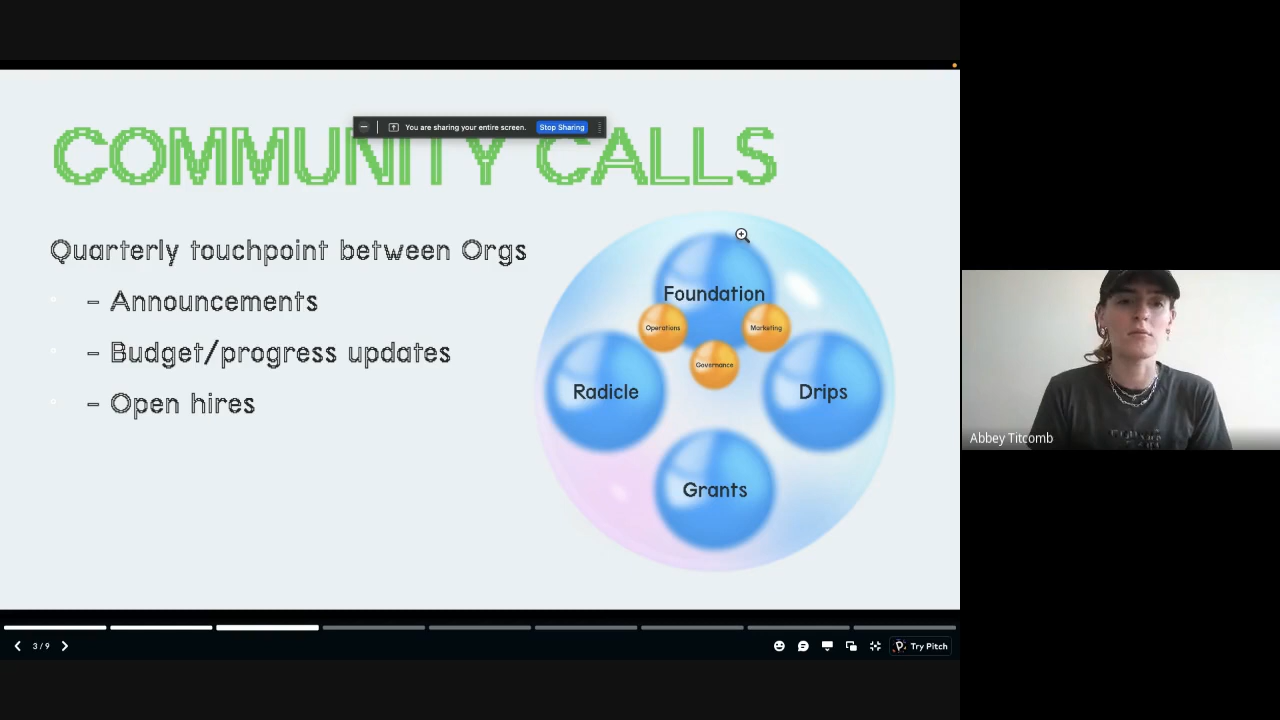 You are sharing your entire screen.
Stop Sharing
COMMUNITY CALLS
Quarterly touchpoint between Orgs
- Announcements
- Budget/progress updates
- Open hires
Foundation
Operations
Marketing
Governance
Radicle
Drips
Grants
Abbey Titcomb
3 / 9
Try Pitch